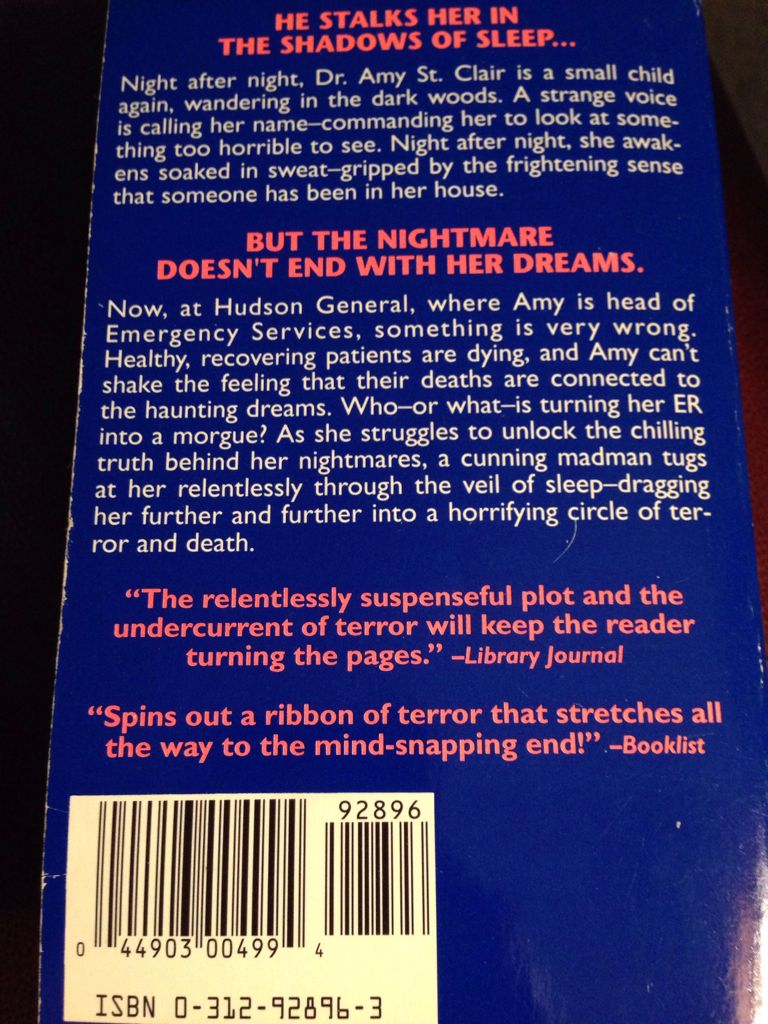 HE STALKS HER IN
THE SHADOWS OF SLEEP...
Night after night, Dr. Amy St. Clair is a small child
again, wandering in the dark woods. A strange voice
is calling her name–commanding her to look at some-
thing too horrible to see. Night after night, she awak-
ens soaked in sweat–gripped by the frightening sense
that someone has been in her house.
BUT THE NIGHTMARE
DOESN'T END WITH HER DREAMS.
Now, at Hudson General, where Amy is head of
Emergency Services, something is very wrong.
Healthy, recovering patients are dying, and Amy can't
shake the feeling that their deaths are connected to
the haunting dreams. Who–or what–is turning her ER
into a morgue? As she struggles to unlock the chilling
truth behind her nightmares, a cunning madman tugs
at her relentlessly through the veil of sleep–dragging
her further and further into a horrifying circle of ter-
ror and death.
“The relentlessly suspenseful plot and the
undercurrent of terror will keep the reader
turning the pages.” –Library Journal
“Spins out a ribbon of terror that stretches all
the way to the mind-snapping end!” –Booklist
92896
0 44903 00499 4
ISBN 0-312-92896-3